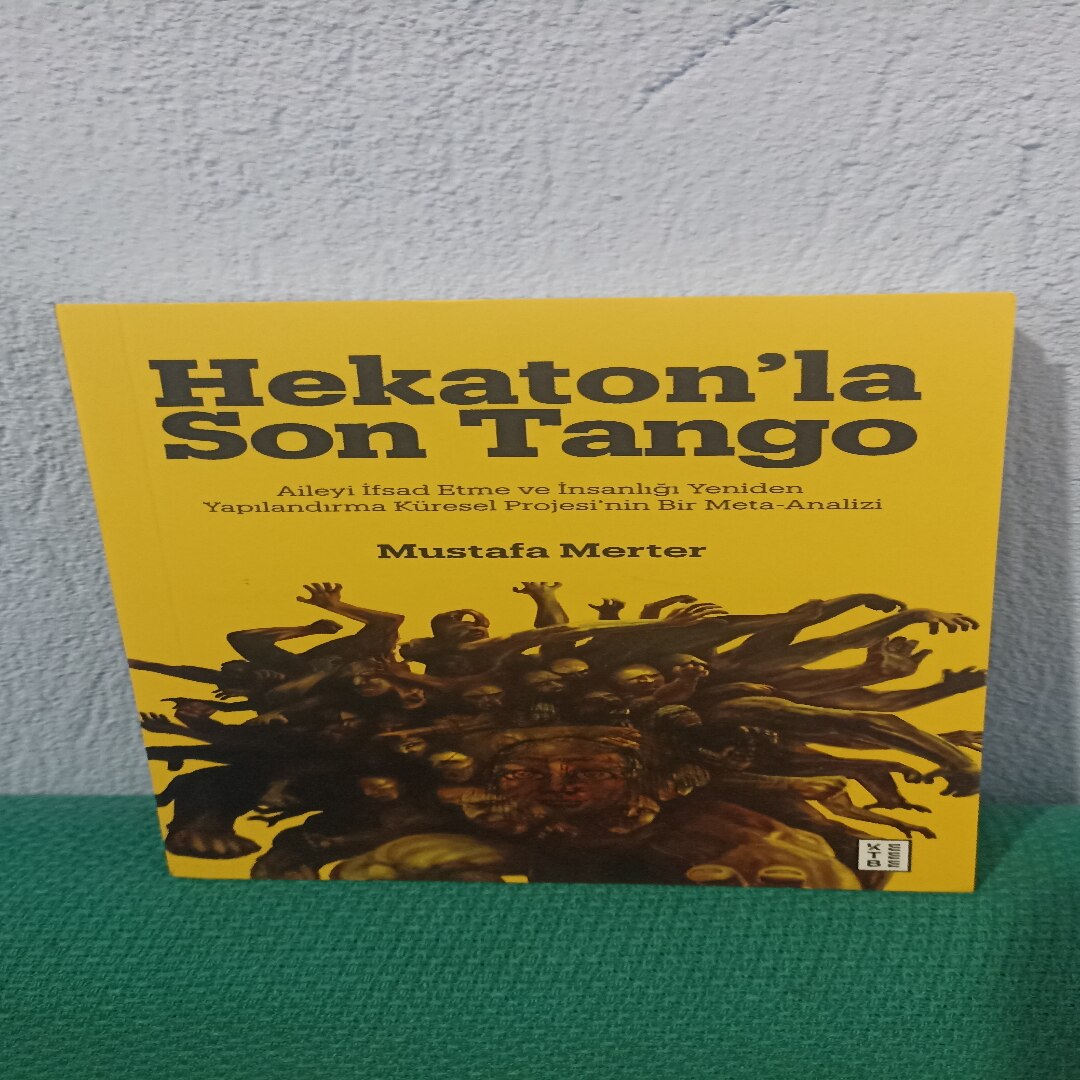 Hekaton'la
Son Tango
Aileyi İfsad Etme ve İnsanlığı Yeniden
Yapılandırma Küresel Projesi'nin Bir Meta-Analizi
Mustafa Merter
KTB